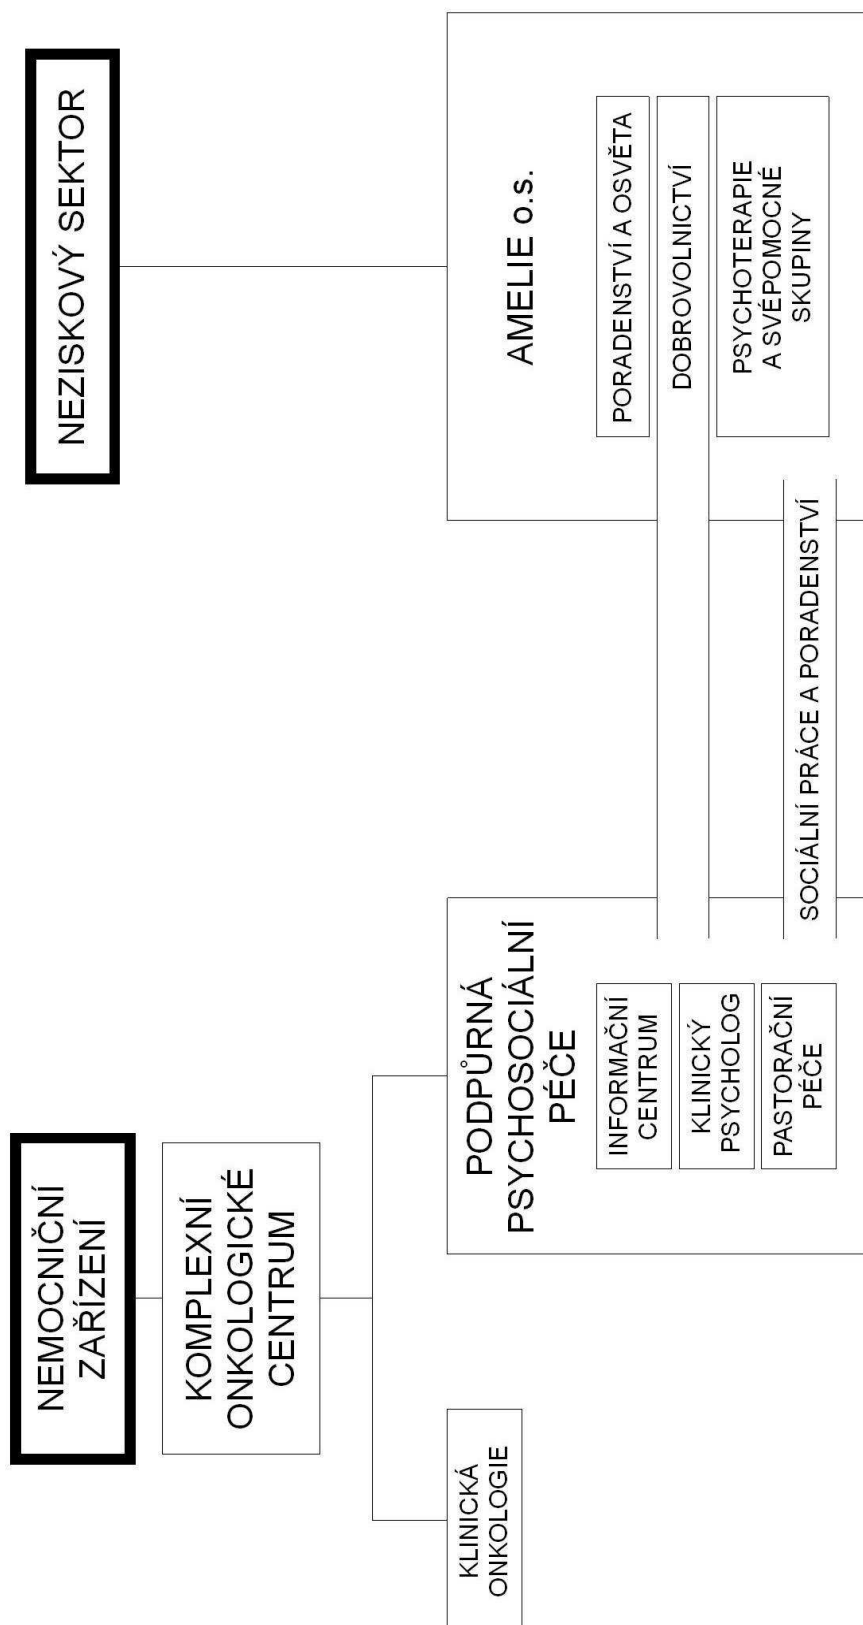 NEMOCNIČNÍ
ZAŘÍZENÍ
NEZISKOVÝ SEKTOR
KOMPLEXNÍ
ONKOLOGICKÉ
CENTRUM
KLINICKÁ
ONKOLOGIE
PODPŮRNÁ
PSYCHOSOCIÁLNÍ
PÉČE
INFORMAČNÍ
CENTRUM
KLINICKÝ
PSYCHOLOG
PASTORAČNÍ
PÉČE
SOCIÁLNÍ PRÁCE A PORADENSTVÍ
AMELIE o.s.
PORADENSTVÍ A OSVĚTA
DOBROVOLNICTVÍ
PSYCHOTERAPIE
A SVÉPOMOCNÉ
SKUPINY